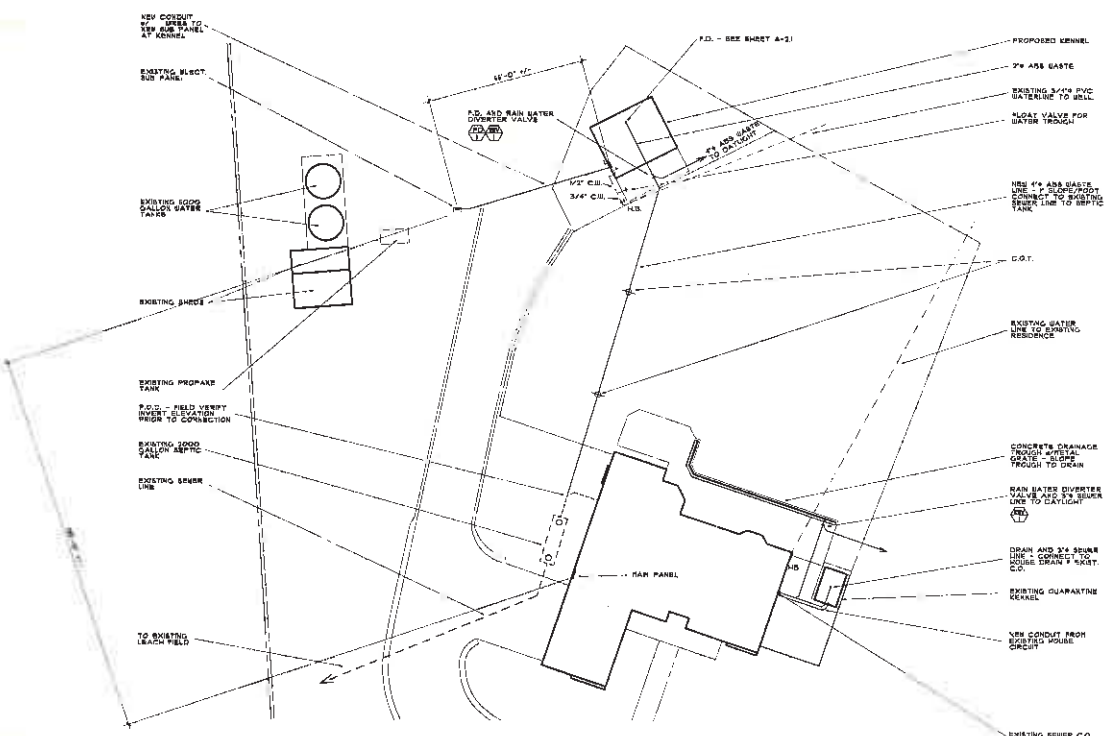 NEW CONDUIT
W/ WIRES TO
NEW SUB PANEL
AT KENNEL
EXISTING ELECT.
SUB PANEL
EXISTING 5000
GALLON WATER
TANKS
EXISTING SHEDS
EXISTING PROPANE
TANK
P.O.C. - FIELD VERIFY
INVERT ELEVATION
PRIOR TO CONNECTION
EXISTING 2000
GALLON SEPTIC
TANK
EXISTING SEWER
LINE
TO EXISTING
LEACH FIELD
F.D. AND RAIN WATER
DIVERTER VALVE
1/2" C.W.
3/4" C.W.
H.B.
4"ø ABS WASTE
TO DAYLIGHT
MAIN PANEL
HB
F.D. - SEE SHEET A-2.1
PROPOSED KENNEL
2"ø ABS WASTE
EXISTING 3/4"ø PVC
WATERLINE TO WELL
FLOAT VALVE FOR
WATER TROUGH
NEW 4"ø ABS WASTE
CONNECT TO EXISTING
SEWER LINE TO SEPTIC
TANK
EXISTING WATER
LINE TO EXISTING
RESIDENCE
CONCRETE DRAINAGE
TROUGH W/METAL
GRATE - SLOPE
TROUGH TO DRAIN
RAIN WATER DIVERTER
VALVE AND 3"ø SEWER
LINE TO DAYLIGHT
DRAIN AND 3"ø SEWER
LINE - CONNECT TO
HOUSE DRAIN @ EXIST.
C.O.
EXISTING QUARANTINE
KENNEL
NEW CONDUIT FROM
EXISTING HOUSE
CIRCUIT
EXISTING SEWER C.O.